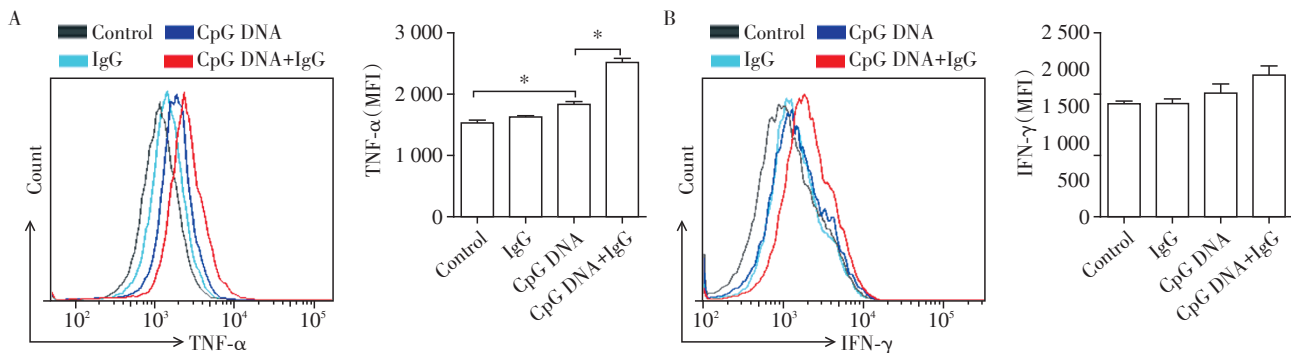 A
Control
CpG DNA
IgG
CpG DNA+IgG
Count
10² 10³ 10⁴ 10⁵
TNF-α
TNF-α(MFI)
3 000
2 000
1 000
0
*
*
Control
IgG
CpG DNA
CpG DNA+IgG
B
Control
CpG DNA
IgG
CpG DNA+IgG
Count
10² 10³ 10⁴ 10⁵
IFN-γ
IFN-γ(MFI)
2 500
2 000
1 500
1 000
500
0
Control
IgG
CpG DNA
CpG DNA+IgG